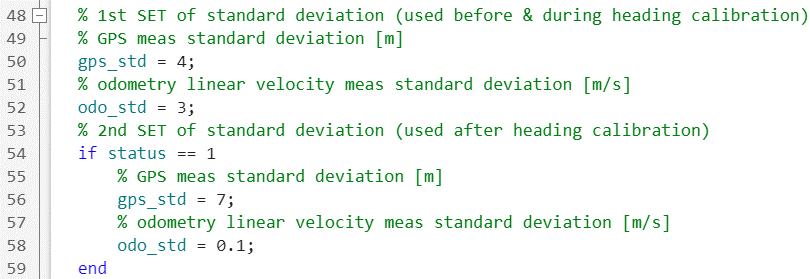 48 % 1st SET of standard deviation (used before & during heading calibration)
49 % GPS meas standard deviation [m]
50 gps_std = 4;
51 % odometry linear velocity meas standard deviation [m/s]
52 odo_std = 3;
53 % 2nd SET of standard deviation (used after heading calibration)
54 if status == 1
55 % GPS meas standard deviation [m]
56 gps_std = 7;
57 % odometry linear velocity meas standard deviation [m/s]
58 odo_std = 0.1;
59 end